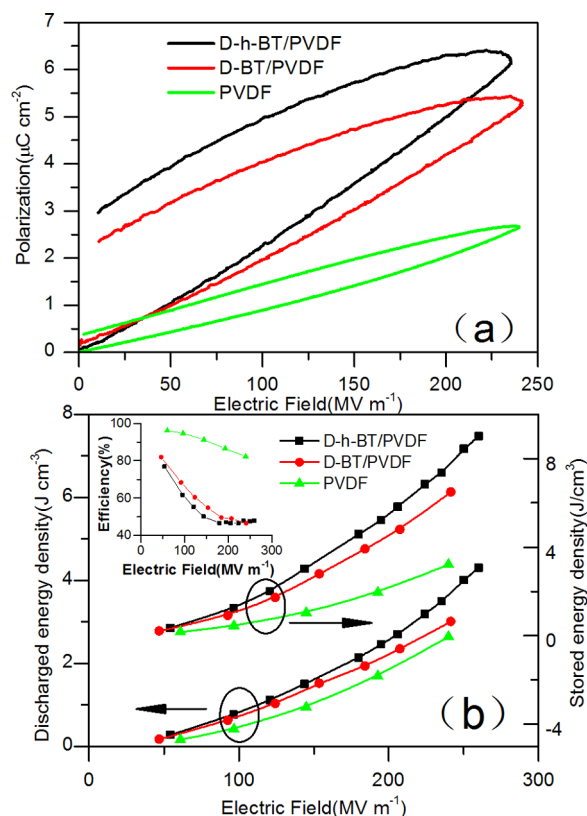 7
6
5
4
3
2
1
0
Polarization(μC cm⁻²)
D-h-BT/PVDF
D-BT/PVDF
PVDF
(a)
50 100 150 200 250
Electric Field(MV m⁻¹)
8
6
4
2
0
Discharged energy density(J cm⁻³)
100
80
60
40
Efficiency(%)
0 100 200 300
Electric Field(MV m⁻¹)
D-h-BT/PVDF
D-BT/PVDF
PVDF
8
4
0
-4
Stored energy density(J/cm³)
(b)
0 100 200 300
Electric Field(MV m⁻¹)